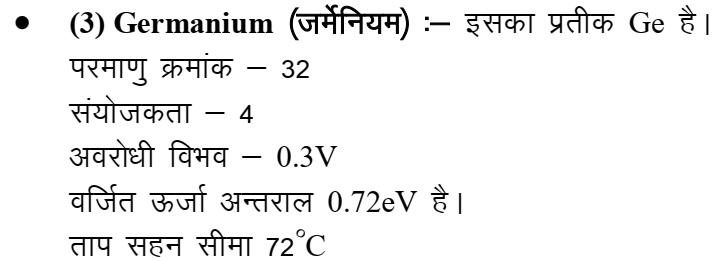 • (3) Germanium (जर्मेनियम) :– इसका प्रतीक Ge है।
परमाणु क्रमांक – 32
संयोजकता – 4
अवरोधी विभव – 0.3V
वर्जित ऊर्जा अन्तराल 0.72eV है।
ताप सहन सीमा 72°C